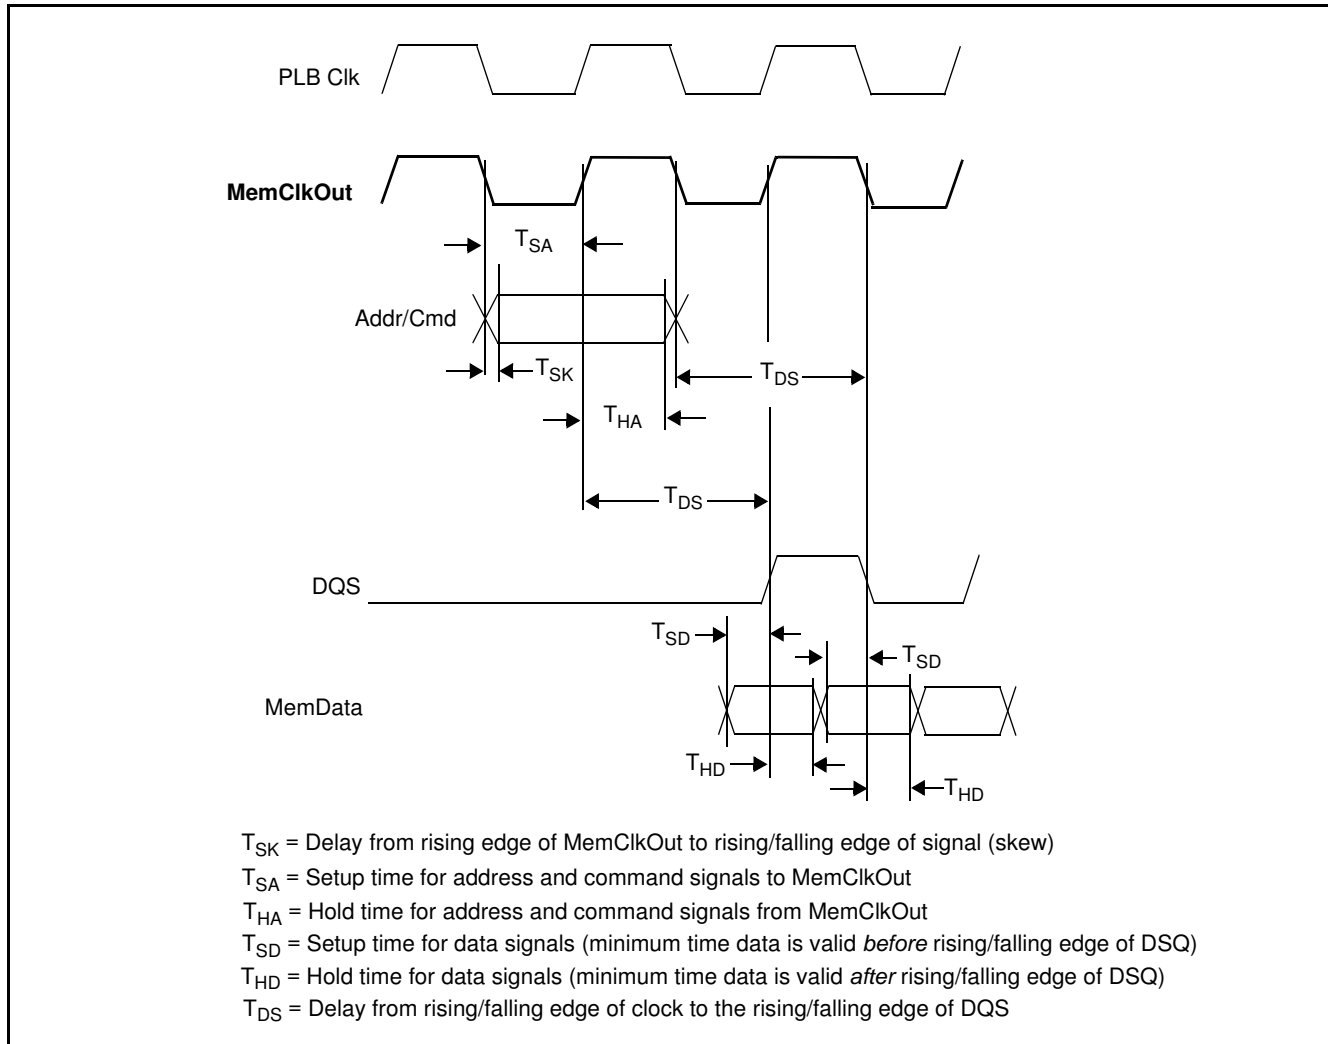 PLB Clk
MemClkOut
TSA
Addr/Cmd
TSK
TDS
THA
TDS
DQS
TSD
TSD
MemData
THD
THD
TSK = Delay from rising edge of MemClkOut to rising/falling edge of signal (skew)
TSA = Setup time for address and command signals to MemClkOut
THA = Hold time for address and command signals from MemClkOut
TSD = Setup time for data signals (minimum time data is valid before rising/falling edge of DSQ)
THD = Hold time for data signals (minimum time data is valid after rising/falling edge of DSQ)
TDS = Delay from rising/falling edge of clock to the rising/falling edge of DQS